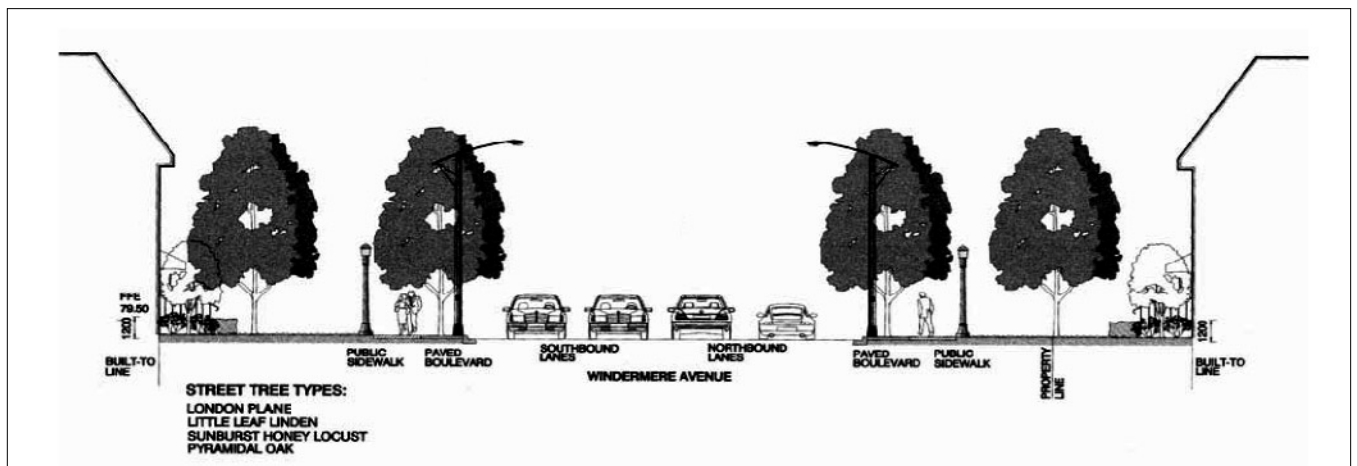 FFE
79.50
1200
BUILT-TO
LINE
PUBLIC
SIDEWALK
PAVED
BOULEVARD
SOUTHBOUND
LANES
NORTHBOUND
LANES
WINDERMERE AVENUE
PAVED
BOULEVARD
PUBLIC
SIDEWALK
PROPERTY
LINE
1200
BUILT-TO
LINE
STREET TREE TYPES:
LONDON PLANE
LITTLE LEAF LINDEN
SUNBURST HONEY LOCUST
PYRAMIDAL OAK